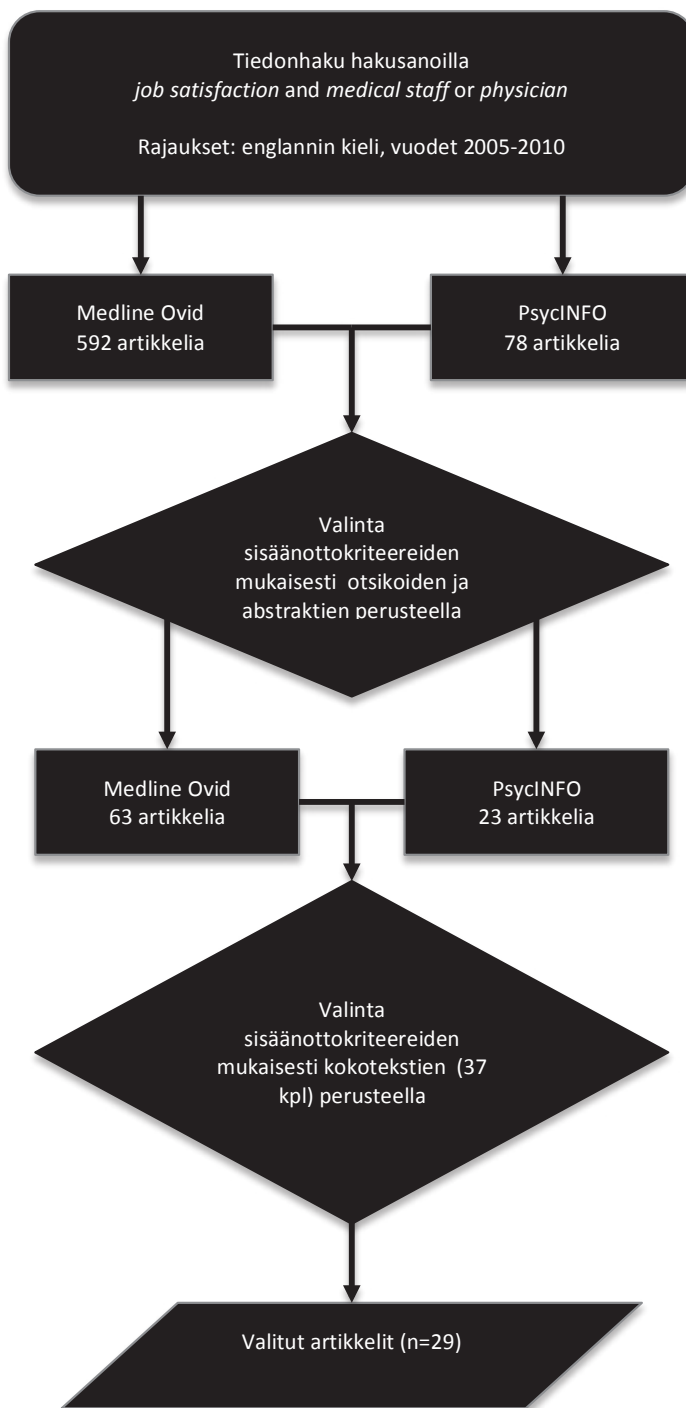 Tiedonhaku hakusanoilla
job satisfaction and medical staff or physician
Rajaukset: englannin kieli, vuodet 2005-2010
Medline Ovid
592 artikkelia
PsycINFO
78 artikkelia
Valinta
sisäänottokriteereiden
mukaisesti otsikoiden ja
abstraktien perusteella
Medline Ovid
63 artikkelia
PsycINFO
23 artikkelia
Valinta
sisäänottokriteereiden
mukaisesti kokotekstien (37
kpl) perusteella
Valitut artikkelit (n=29)